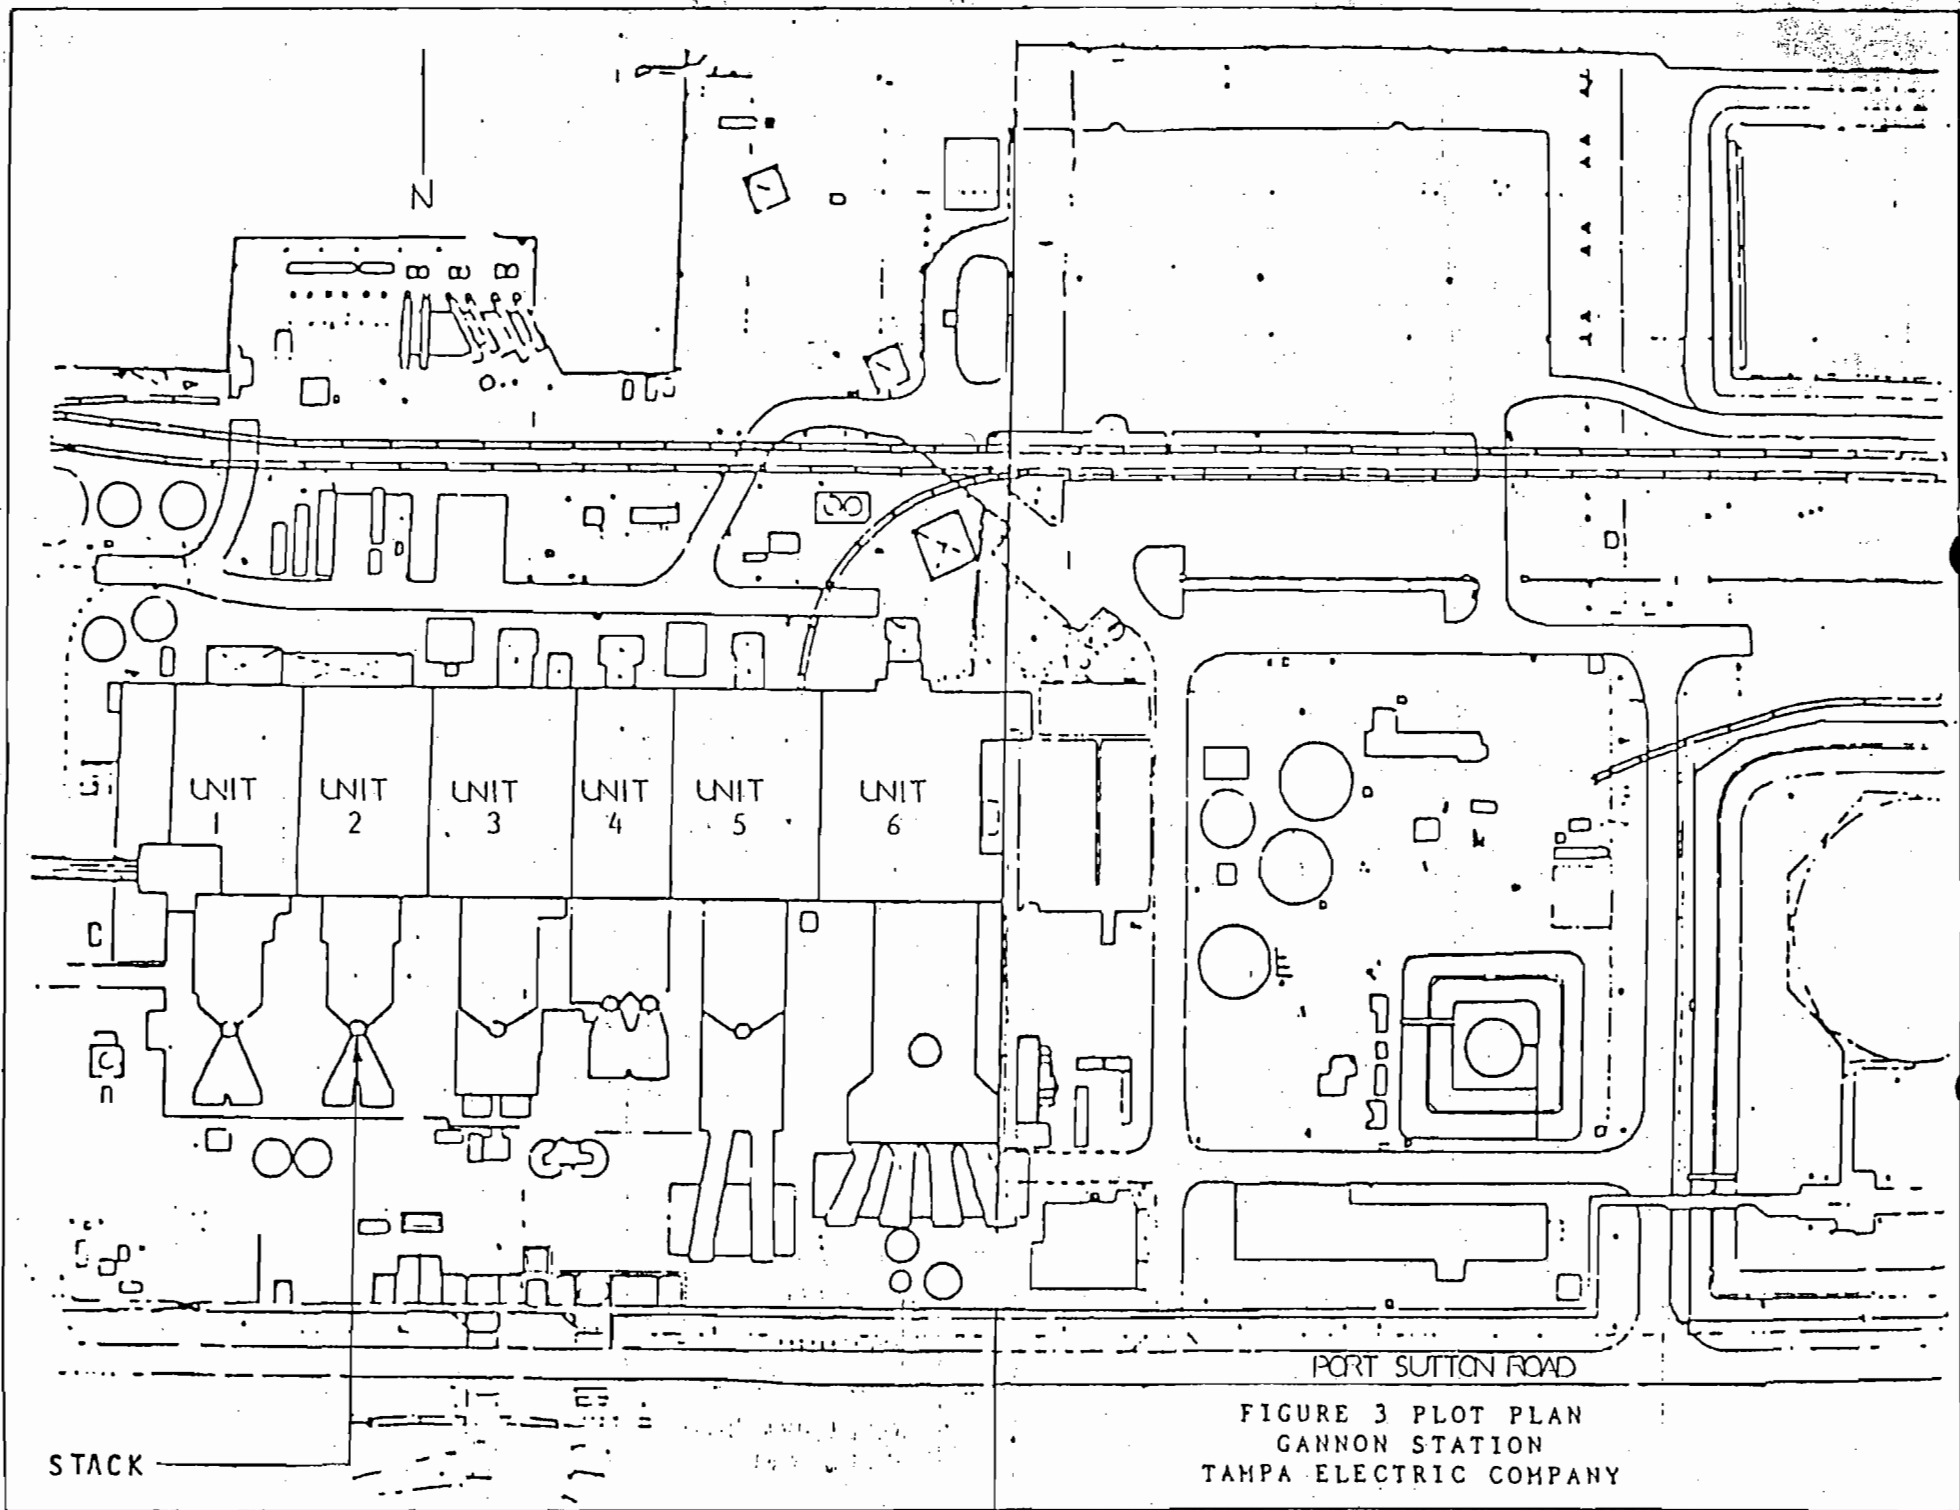 N
UNIT
1
UNIT
2
UNIT
3
UNIT
4
UNIT
5
UNIT
6
PORT SUTTON ROAD
STACK
FIGURE 3 PLOT PLAN
GANNON STATION
TAMPA ELECTRIC COMPANY